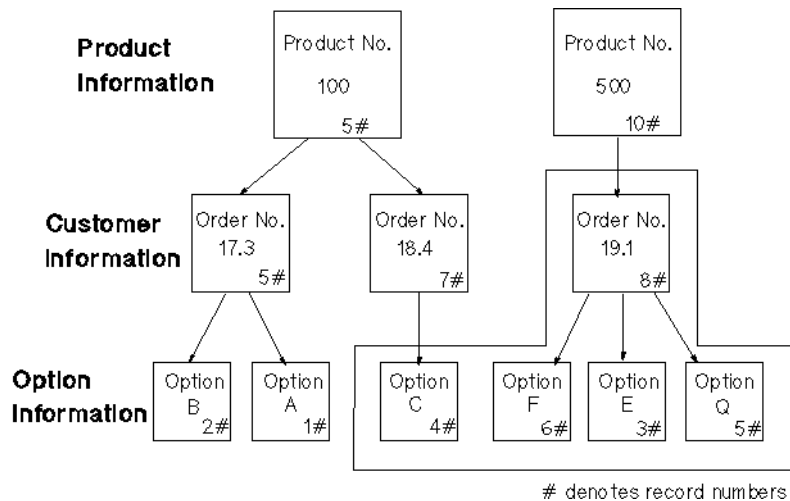 Product
Information
Product No.
100
5#
Product No.
500
10#
Customer
Information
Order No.
17.3
5#
Order No.
18.4
7#
Order No.
19.1
8#
Option
Information
Option
B
2#
Option
A
1#
Option
C
4#
Option
F
6#
Option
E
3#
Option
Q
5#
# denotes record numbers